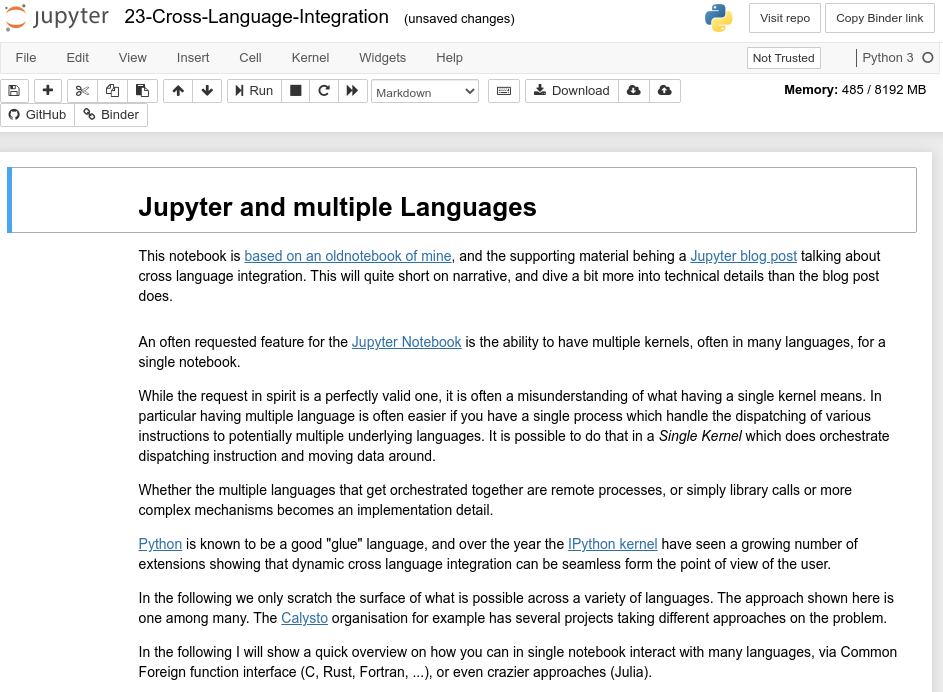 jupyter 23-Cross-Language-Integration (unsaved changes) Visit repo Copy Binder link
File Edit View Insert Cell Kernel Widgets Help Not Trusted Python 3
Run Markdown Download Memory: 485 / 8192 MB
GitHub Binder
Jupyter and multiple Languages
This notebook is based on an oldnotebook of mine, and the supporting material behing a Jupyter blog post talking about
cross language integration. This will quite short on narrative, and dive a bit more into technical details than the blog post
does.
An often requested feature for the Jupyter Notebook is the ability to have multiple kernels, often in many languages, for a
single notebook.
While the request in spirit is a perfectly valid one, it is often a misunderstanding of what having a single kernel means. In
particular having multiple language is often easier if you have a single process which handle the dispatching of various
instructions to potentially multiple underlying languages. It is possible to do that in a Single Kernel which does orchestrate
dispatching instruction and moving data around.
Whether the multiple languages that get orchestrated together are remote processes, or simply library calls or more
complex mechanisms becomes an implementation detail.
Python is known to be a good "glue" language, and over the year the IPython kernel have seen a growing number of
extensions showing that dynamic cross language integration can be seamless form the point of view of the user.
In the following we only scratch the surface of what is possible across a variety of languages. The approach shown here is
one among many. The Calysto organisation for example has several projects taking different approaches on the problem.
In the following I will show a quick overview on how you can in single notebook interact with many languages, via Common
Foreign function interface (C, Rust, Fortran, ...), or even crazier approaches (Julia).